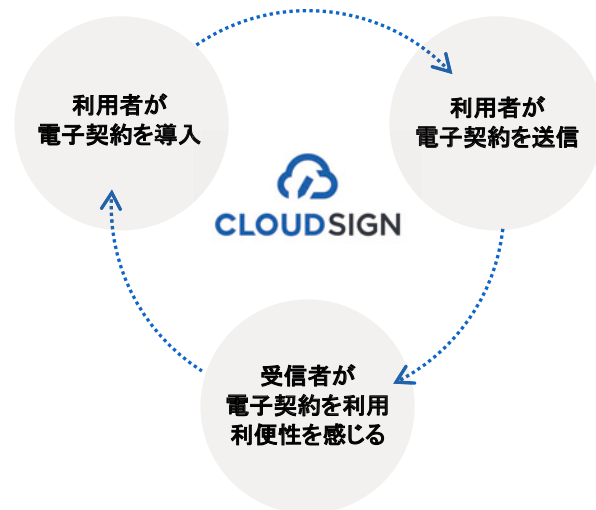 利用者が
電子契約を導入
利用者が
電子契約を送信
CLOUDSIGN
受信者が
電子契約を利用
利便性を感じる